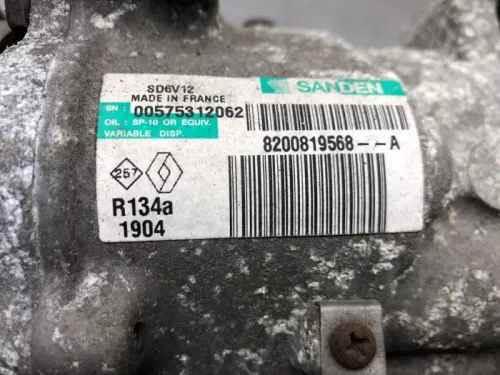 SD6V12
MADE IN FRANCE
SANDEN
SN : 00575312062
OIL : SP-10 OR EQUIV.
VARIABLE DISP.
8200819568--A
257
R134a
1904